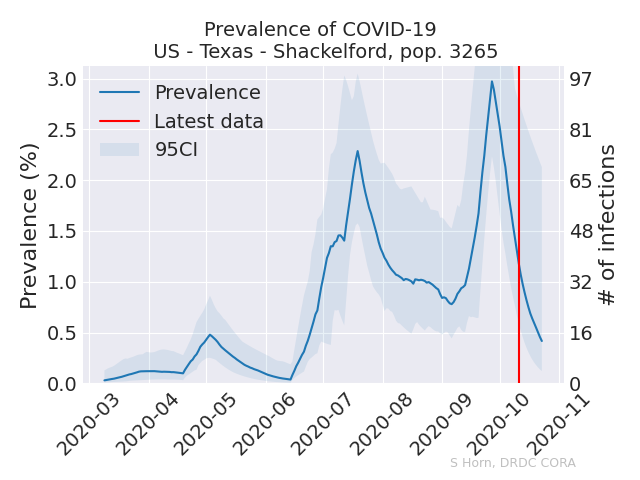 Prevalence of COVID-19
US - Texas - Shackelford, pop. 3265
Prevalence (%)
3.0
2.5
2.0
1.5
1.0
0.5
0.0
Prevalence
Latest data
95CI
97
81
65
48
32
16
0
# of infections
2020-03
2020-04
2020-05
2020-06
2020-07
2020-08
2020-09
2020-10
2020-11
S Horn, DRDC CORA